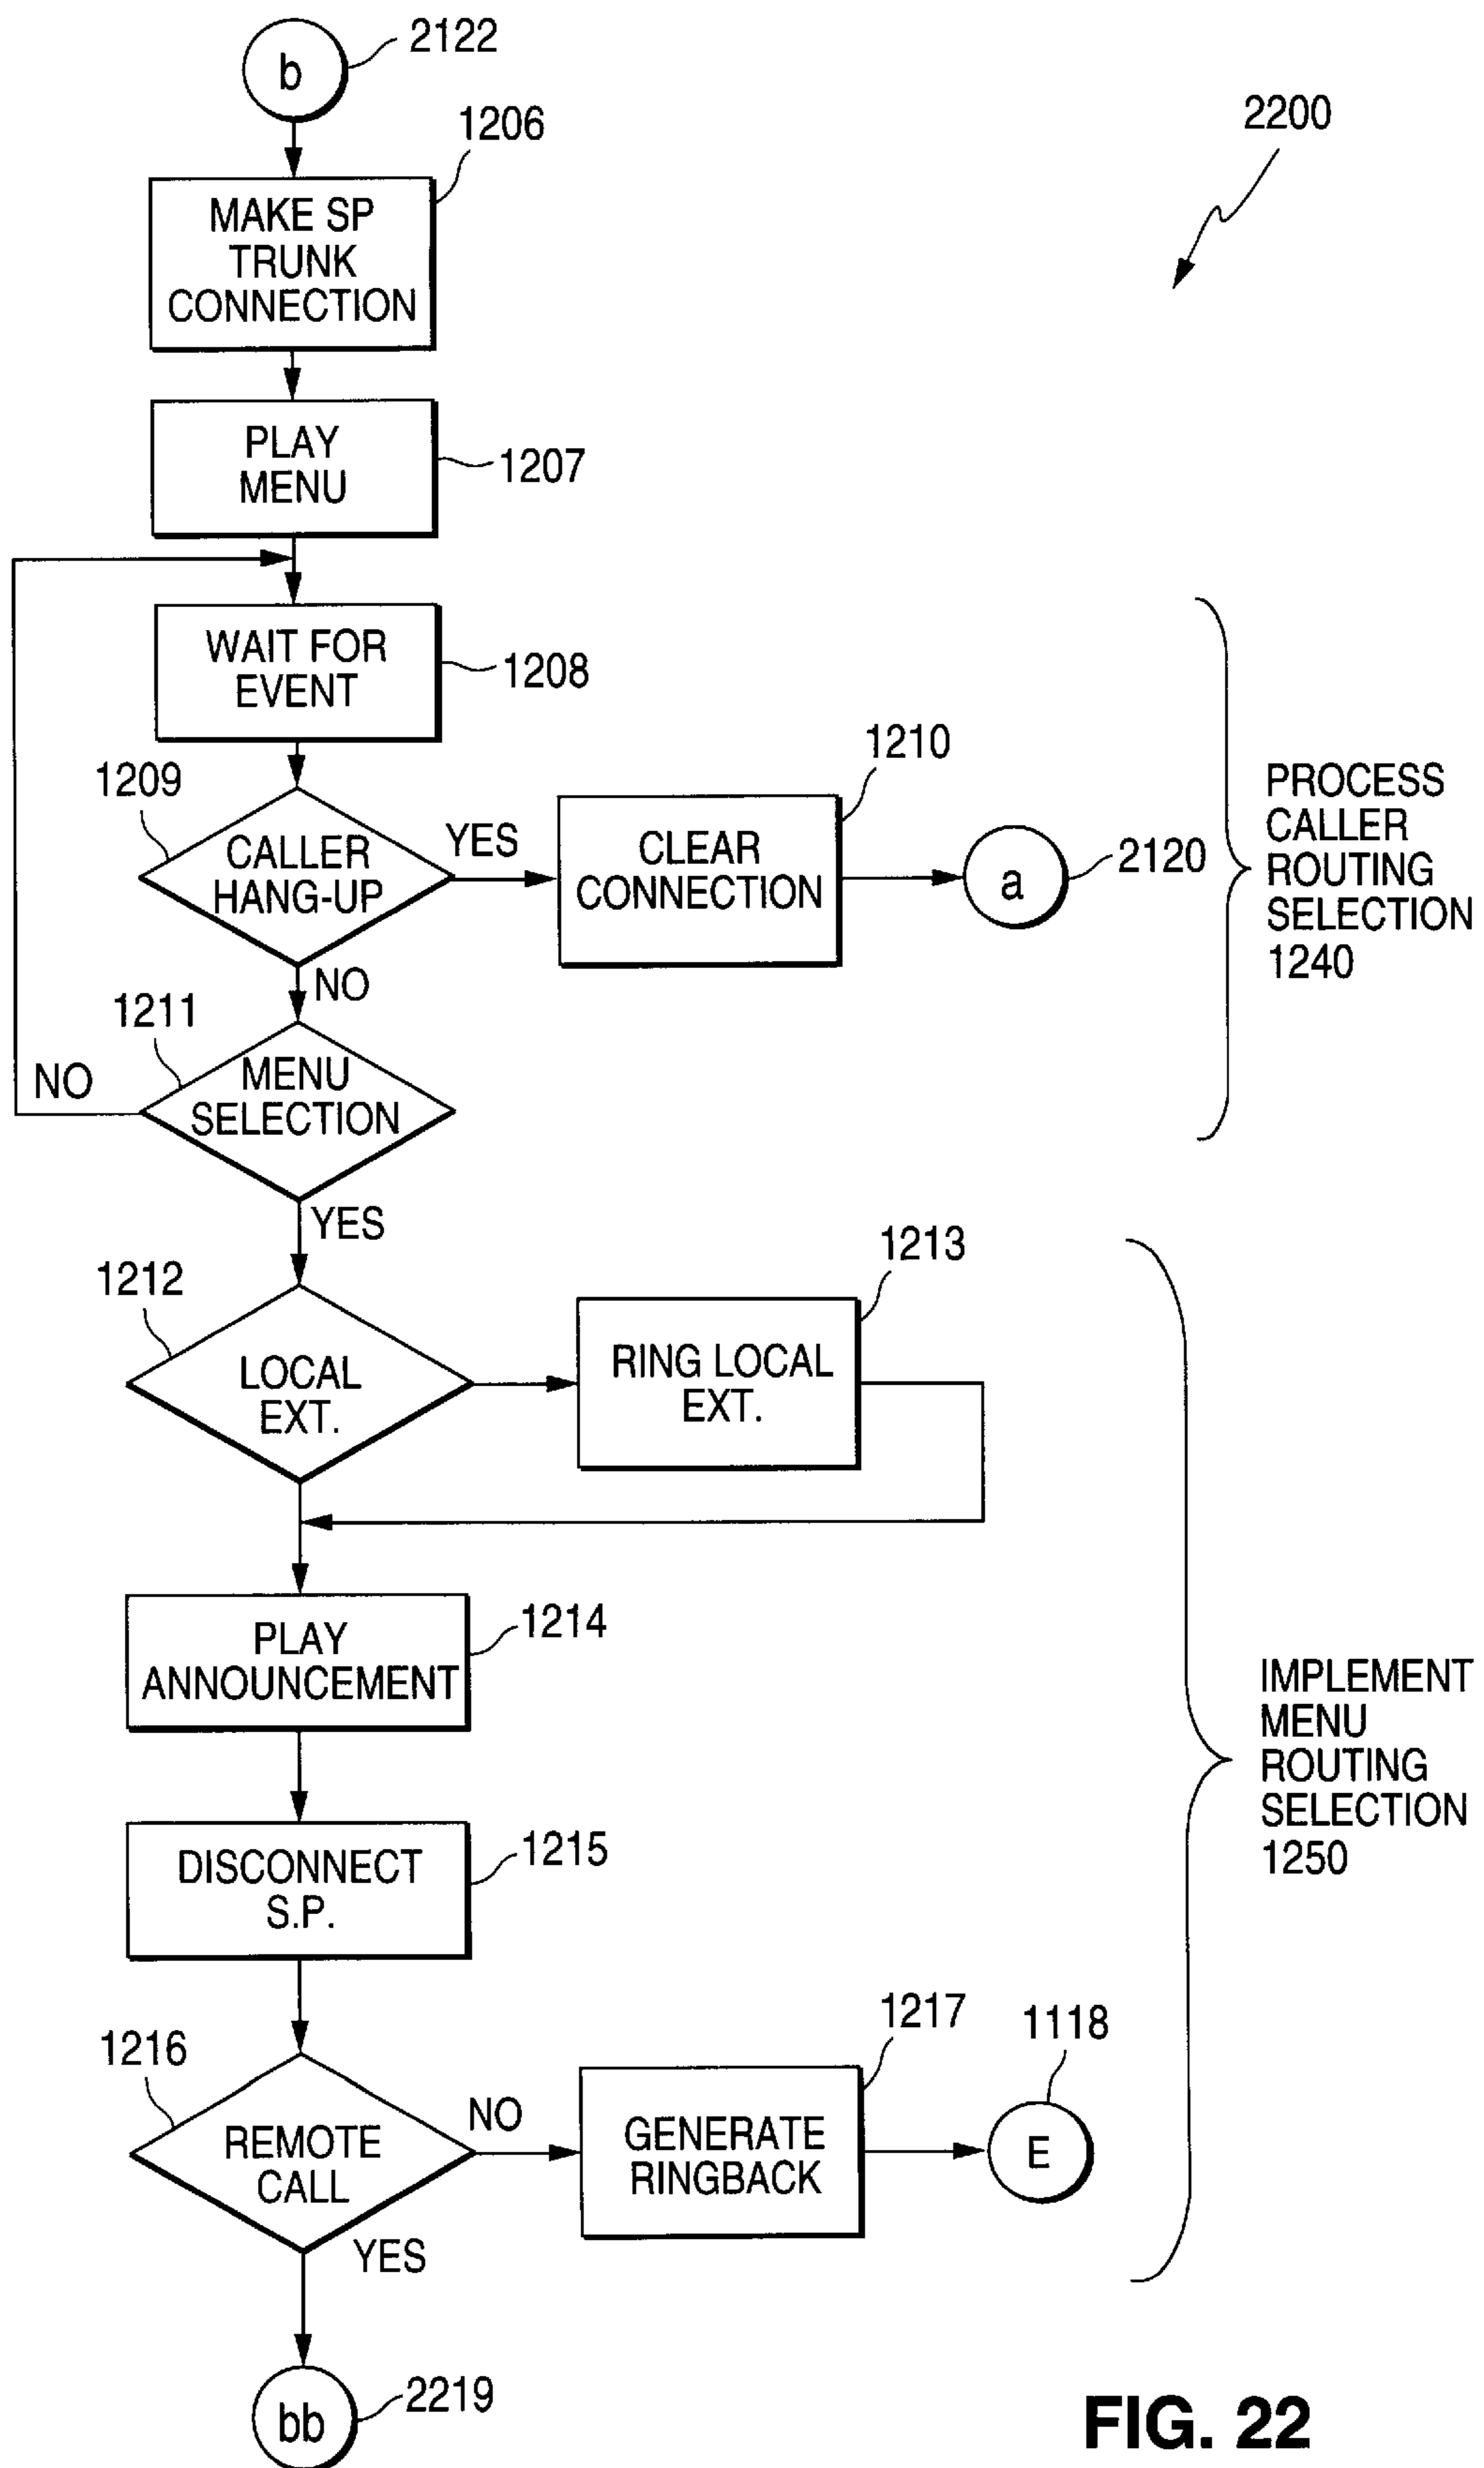 b
2122
2200
1206
MAKE SP
TRUNK
CONNECTION
PLAY
MENU
1207
WAIT FOR
EVENT
1208
1209
CALLER
HANG-UP
YES
1210
CLEAR
CONNECTION
a
2120
PROCESS
CALLER
ROUTING
SELECTION
1240
NO
1211
NO
MENU
SELECTION
YES
1212
LOCAL
EXT.
1213
RING LOCAL
EXT.
PLAY
ANNOUNCEMENT
1214
IMPLEMENT
MENU
ROUTING
SELECTION
1250
DISCONNECT
S.P.
1215
1216
REMOTE
CALL
NO
1217
GENERATE
RINGBACK
1118
E
YES
bb
2219
FIG. 22